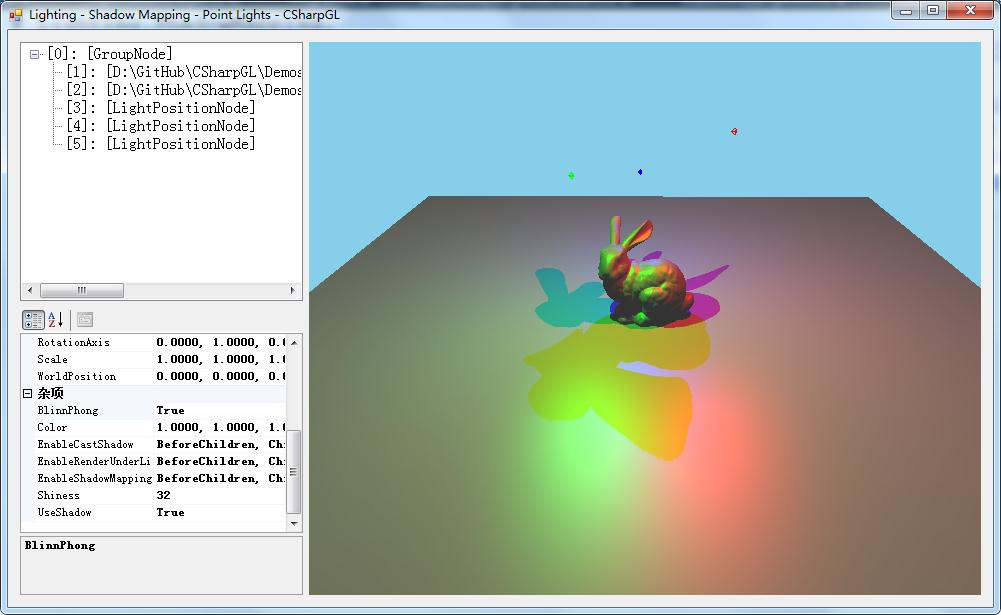 Lighting - Shadow Mapping - Point Lights - CSharpGL
[0]: [GroupNode]
[1]: [D:\GitHub\CSharpGL\Demos
[2]: [D:\GitHub\CSharpGL\Demos
[3]: [LightPositionNode]
[4]: [LightPositionNode]
[5]: [LightPositionNode]
RotationAxis 0.0000, 1.0000, 0.0
Scale 1.0000, 1.0000, 1.0
WorldPosition 0.0000, 0.0000, 0.0
杂项
BlinnPhong True
Color 1.0000, 1.0000, 1.0
EnableCastShadow BeforeChildren, Chi
EnableRenderUnderLi BeforeChildren, Chi
EnableShadowMapping BeforeChildren, Chi
Shiness 32
UseShadow True
BlinnPhong